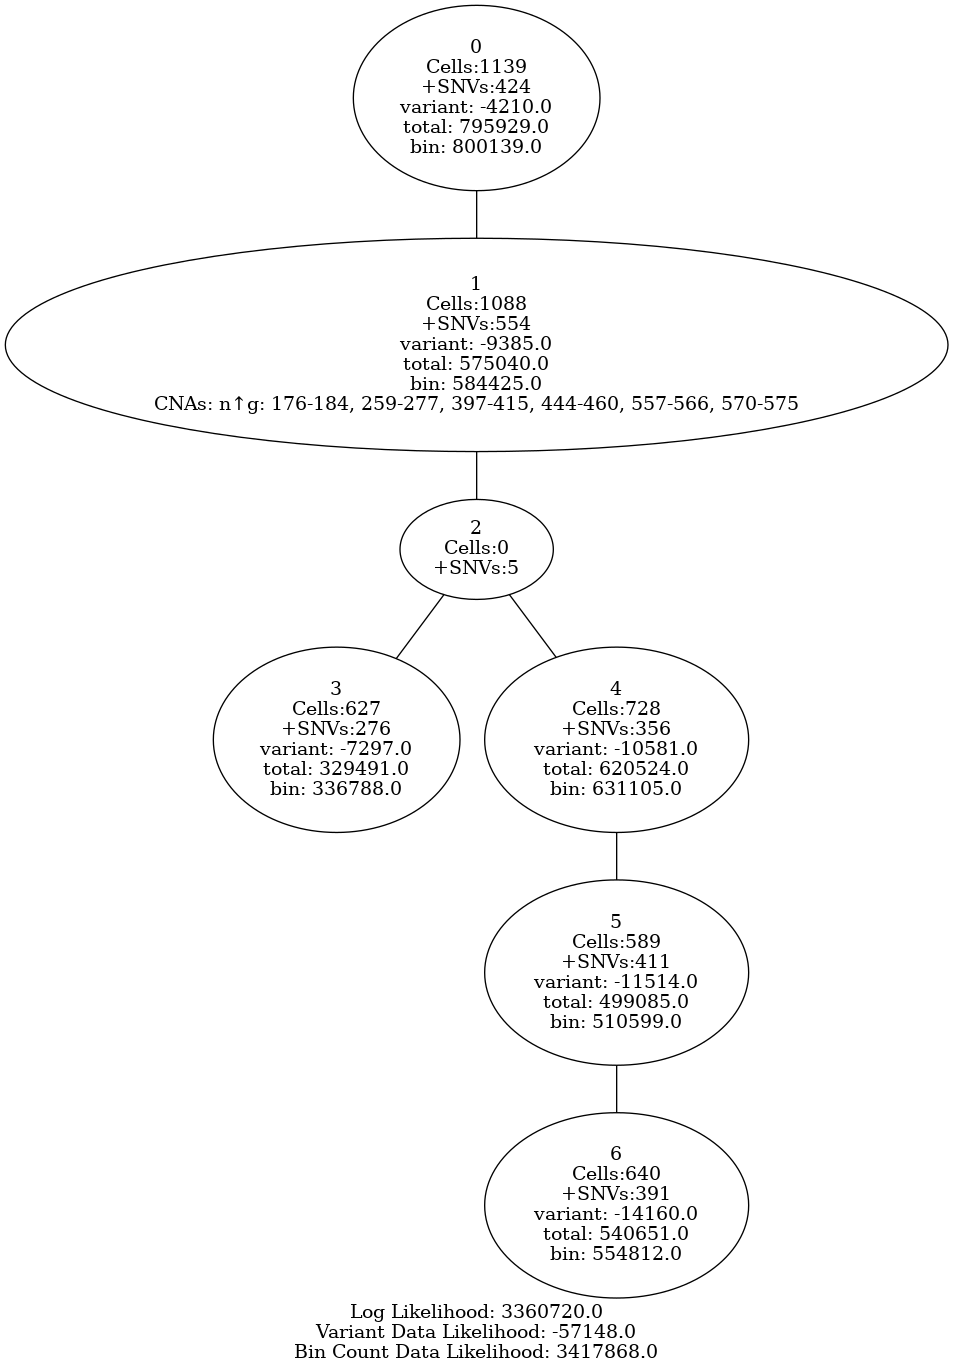 0
Cells:1139
+SNVs:424
variant: -4210.0
total: 795929.0
bin: 800139.0
1
Cells:1088
+SNVs:554
variant: -9385.0
total: 575040.0
bin: 584425.0
CNAs: n↑g: 176-184, 259-277, 397-415, 444-460, 557-566, 570-575
2
Cells:0
+SNVs:5
3
Cells:627
+SNVs:276
variant: -7297.0
total: 329491.0
bin: 336788.0
4
Cells:728
+SNVs:356
variant: -10581.0
total: 620524.0
bin: 631105.0
5
Cells:589
+SNVs:411
variant: -11514.0
total: 499085.0
bin: 510599.0
6
Cells:640
+SNVs:391
variant: -14160.0
total: 540651.0
bin: 554812.0
Log Likelihood: 3360720.0
Variant Data Likelihood: -57148.0
Bin Count Data Likelihood: 3417868.0